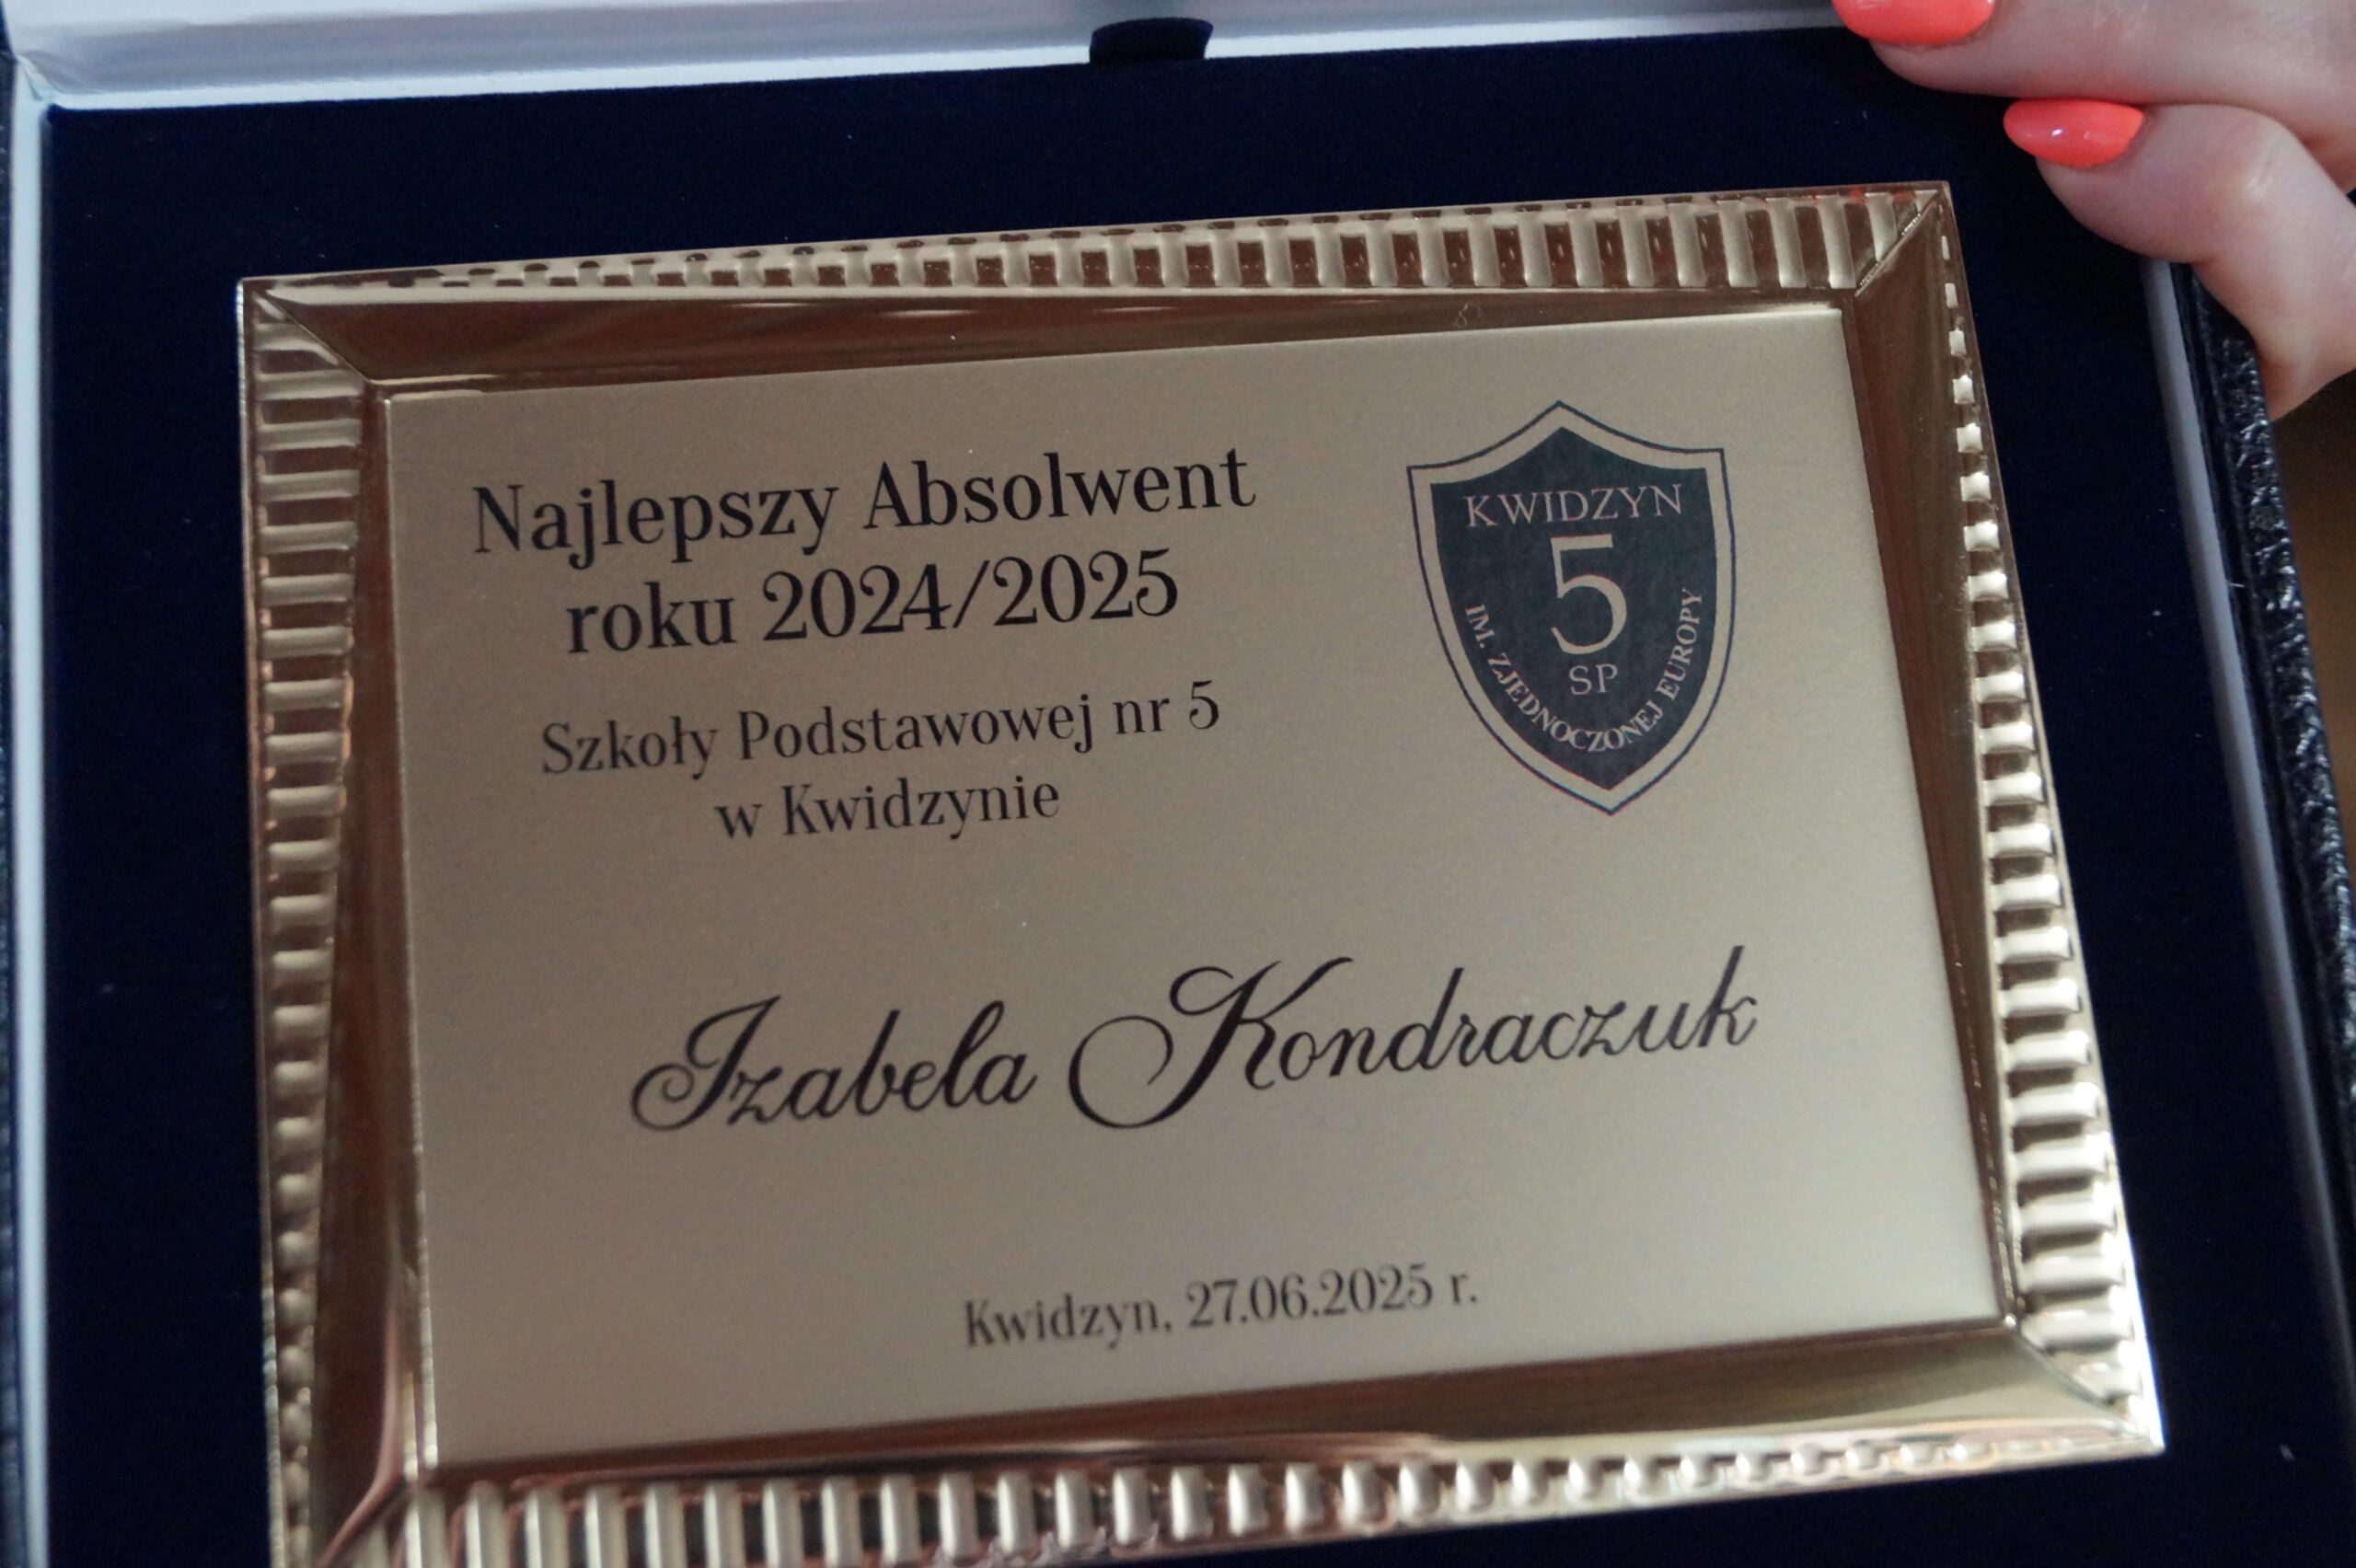 Najlepszy Absolwent
roku 2024/2025
Szkoły Podstawowej nr 5
w Kwidzynie
KWIDZYN
5
SP
IM. ZJEDNOCZONEJ EUROPY
Izabela Kondraczuk
Kwidzyn, 27.06.2025 r.